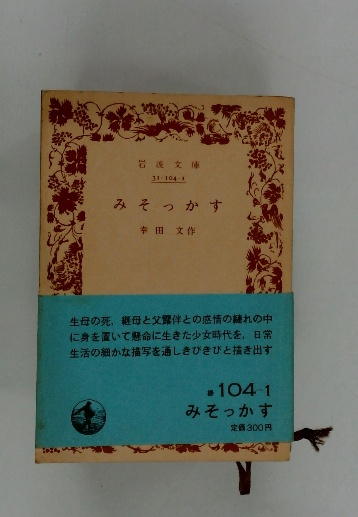 岩波文庫
31-104-1
みそっかす
幸田 文作
生母の死，継母と父露伴との感情の縺れの中
に身を置いて懸命に生きた少女時代を，日常
生活の細かな描写を通しきびきびと描き出す
緑104-1
みそっかす
定価300円